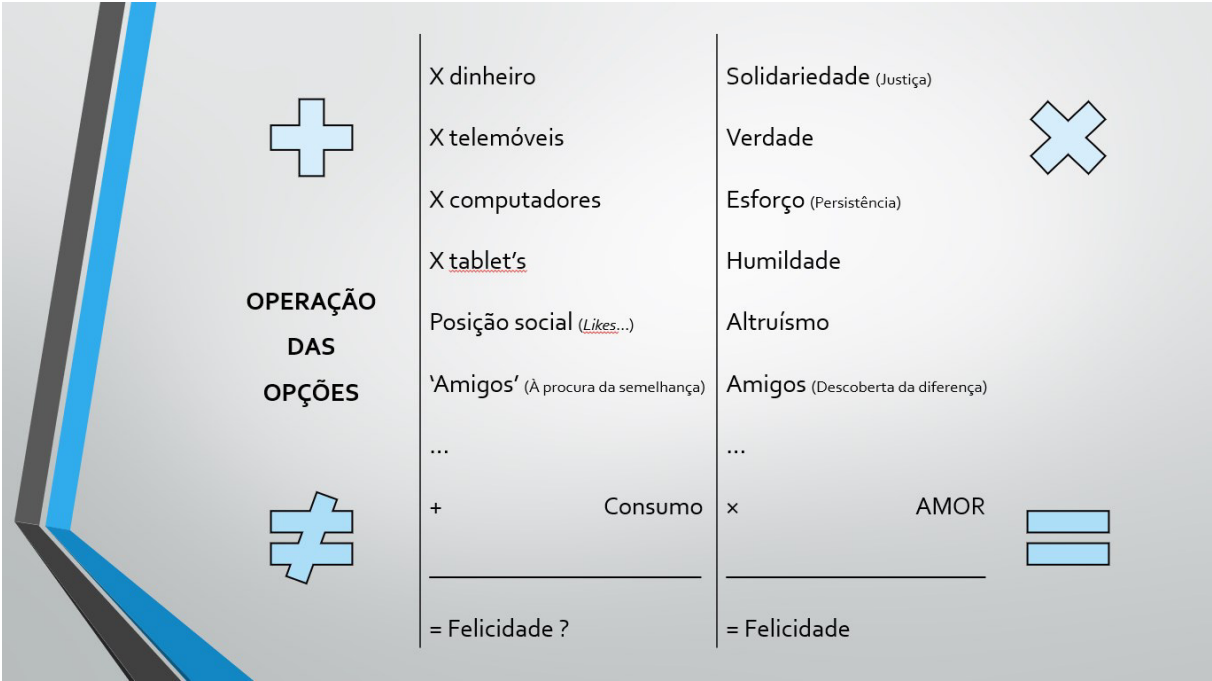 OPERAÇÃO
DAS
OPÇÕES
X dinheiro
X telemóveis
X computadores
X tablet’s
Posição social (Likes...)
‘Amigos’ (À procura da semelhança)
...
+ Consumo
= Felicidade ?
Solidariedade (Justiça)
Verdade
Esforço (Persistência)
Humildade
Altruísmo
Amigos (Descoberta da diferença)
...
× AMOR
= Felicidade